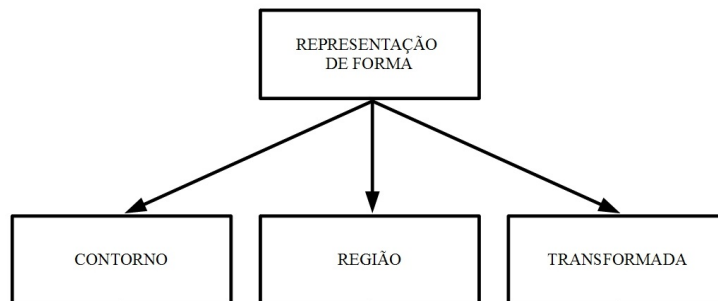 REPRESENTAÇÃO
DE FORMA
CONTORNO
REGIÃO
TRANSFORMADA